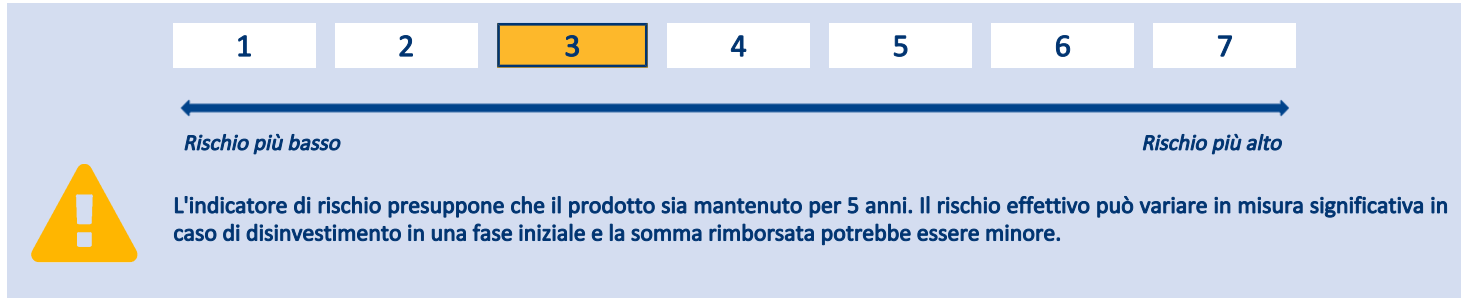 1 2 3 4 5 6 7
Rischio più basso Rischio più alto
L'indicatore di rischio presuppone che il prodotto sia mantenuto per 5 anni. Il rischio effettivo può variare in misura significativa in
caso di disinvestimento in una fase iniziale e la somma rimborsata potrebbe essere minore.